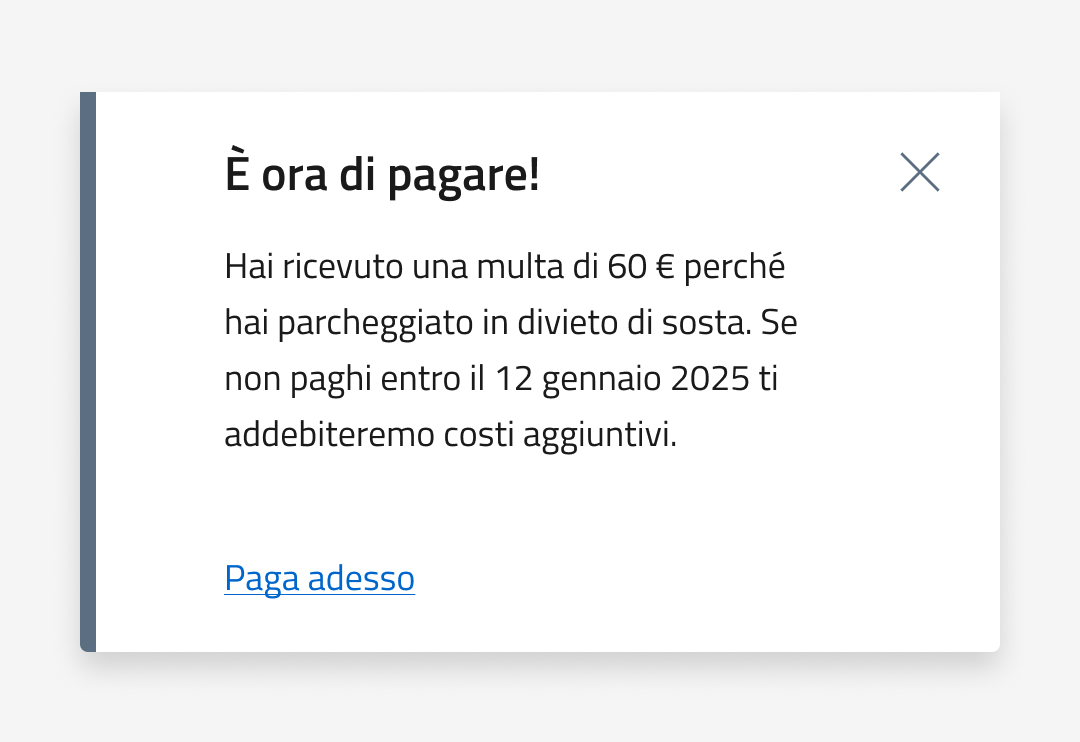 È ora di pagare!
Hai ricevuto una multa di 60 € perché
hai parcheggiato in divieto di sosta. Se
non paghi entro il 12 gennaio 2025 ti
addebiteremo costi aggiuntivi.
Paga adesso